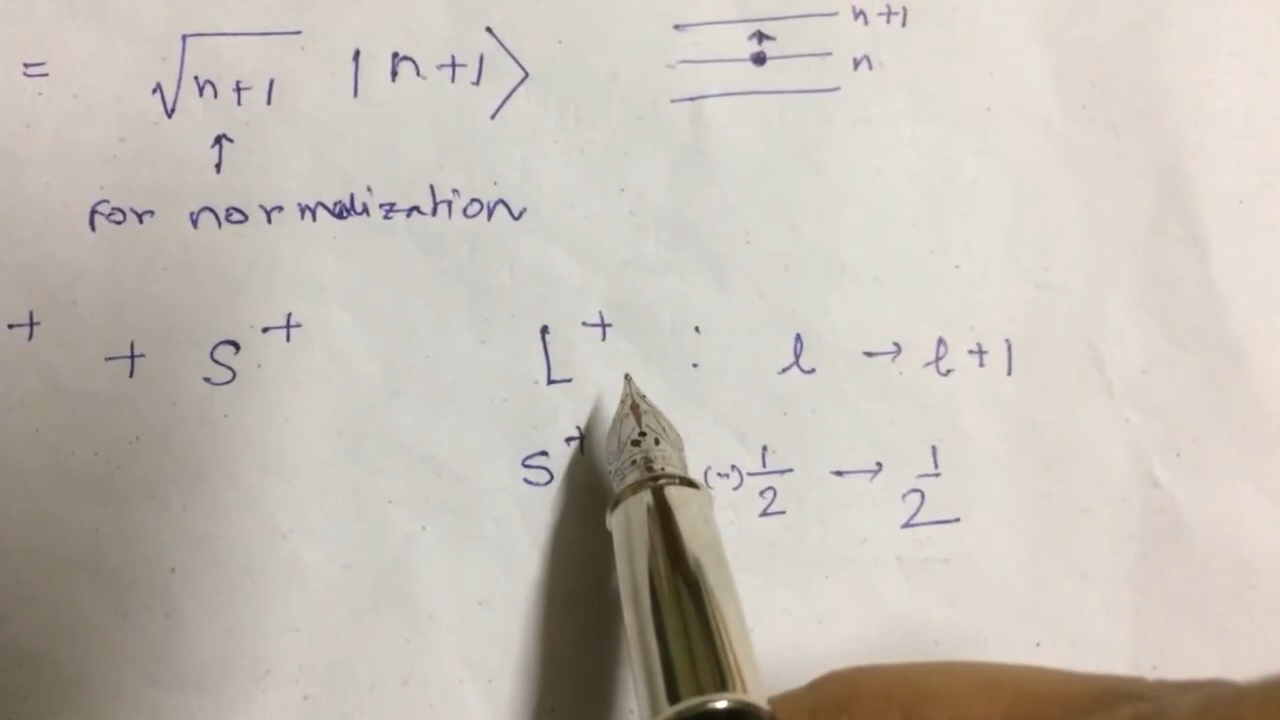 = √n+1 |n+1⟩
n+1
n
↑
for normalization
+ + S⁺
L⁺ : l → l+1
S⁺ (-) 1/2 → 1/2